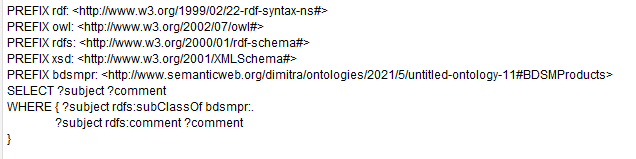 PREFIX rdf: <http://www.w3.org/1999/02/22-rdf-syntax-ns#>
PREFIX owl: <http://www.w3.org/2002/07/owl#>
PREFIX rdfs: <http://www.w3.org/2000/01/rdf-schema#>
PREFIX xsd: <http://www.w3.org/2001/XMLSchema#>
PREFIX bdsmpr: <http://www.semanticweb.org/dimitra/ontologies/2021/5/untitled-ontology-11#BDSMProducts>
SELECT ?subject ?comment
WHERE { ?subject rdfs:subClassOf bdsmpr:.
?subject rdfs:comment ?comment
}